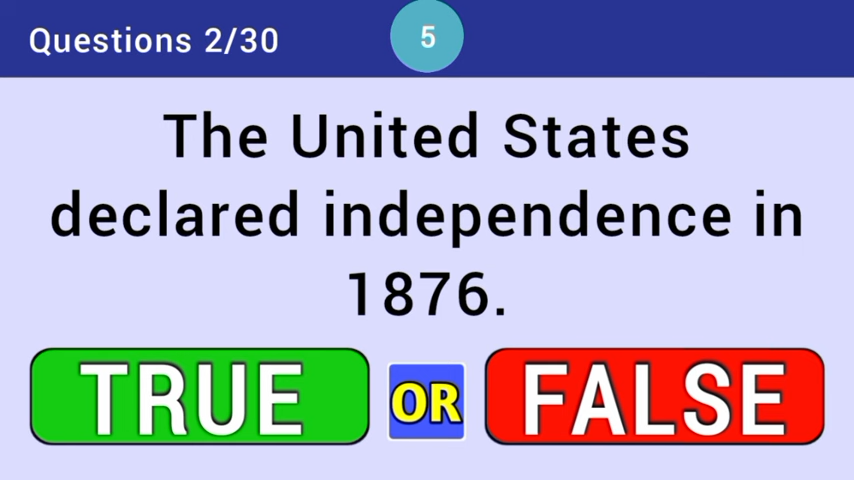 Questions 2/30
5
The United States
declared independence in
1876.
TRUE OR FALSE